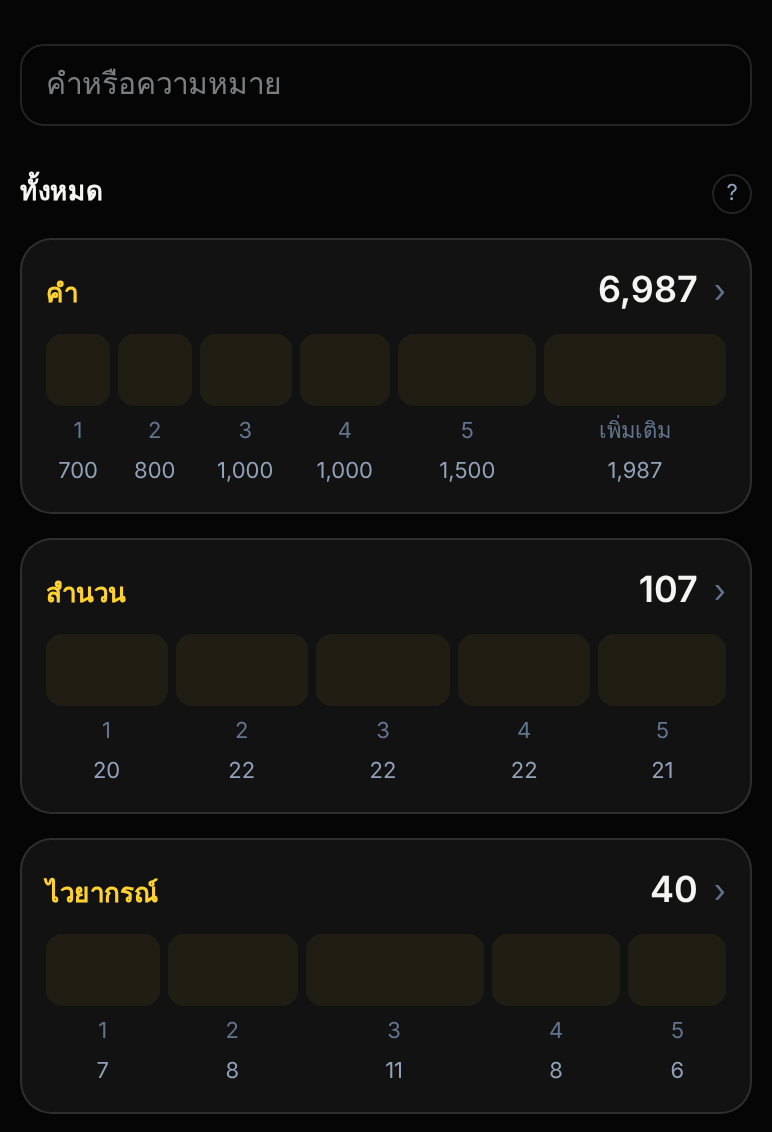 คำหรือความหมาย
ทั้งหมด ?
คำ 6,987 ›
1 2 3 4 5 เพิ่มเติม
700 800 1,000 1,000 1,500 1,987
สำนวน 107 ›
1 2 3 4 5
20 22 22 22 21
ไวยากรณ์ 40 ›
1 2 3 4 5
7 8 11 8 6